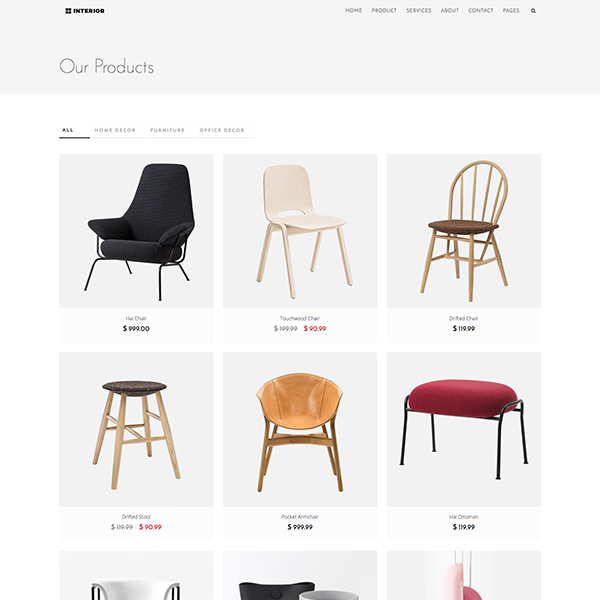 INTERIOR
HOME PRODUCT SERVICES ABOUT CONTACT PAGES
Our Products
ALL HOME DECOR FURNITURE OFFICE DECOR
Hai Chair Touchwood Chair Drifted Chair
$ 999.00 $ 199.99 $ 90.99 $ 119.99
Drifted Stool Pocket Armchair Hai Ottoman
$ 119.99 $ 90.99 $ 999.99 $ 119.99